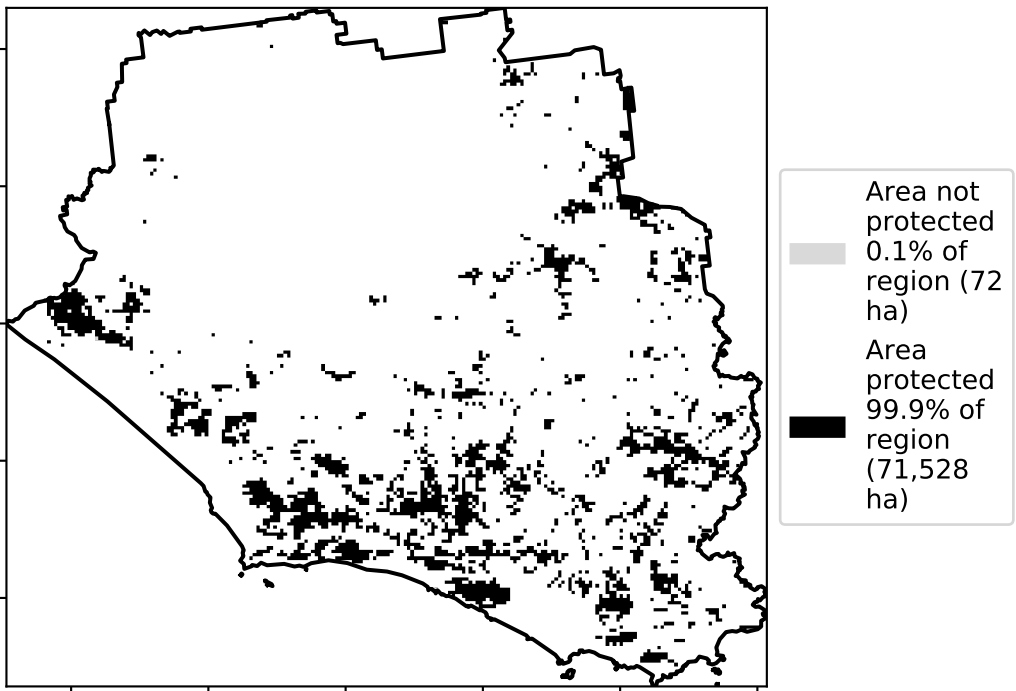 Area not
protected
0.1% of
region (72
ha)
Area
protected
99.9% of
region
(71,528
ha)